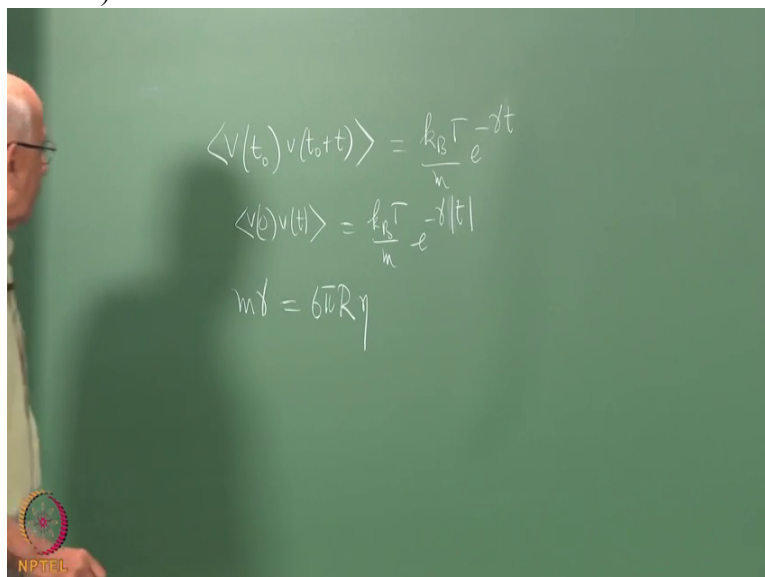 ⟨v(t₀) v(t₀+t)⟩ = k_B T/m e^{-γt}
⟨v(0)v(t)⟩ = k_B T/m e^{-γ|t|}
mγ = 6πRη
NPTEL